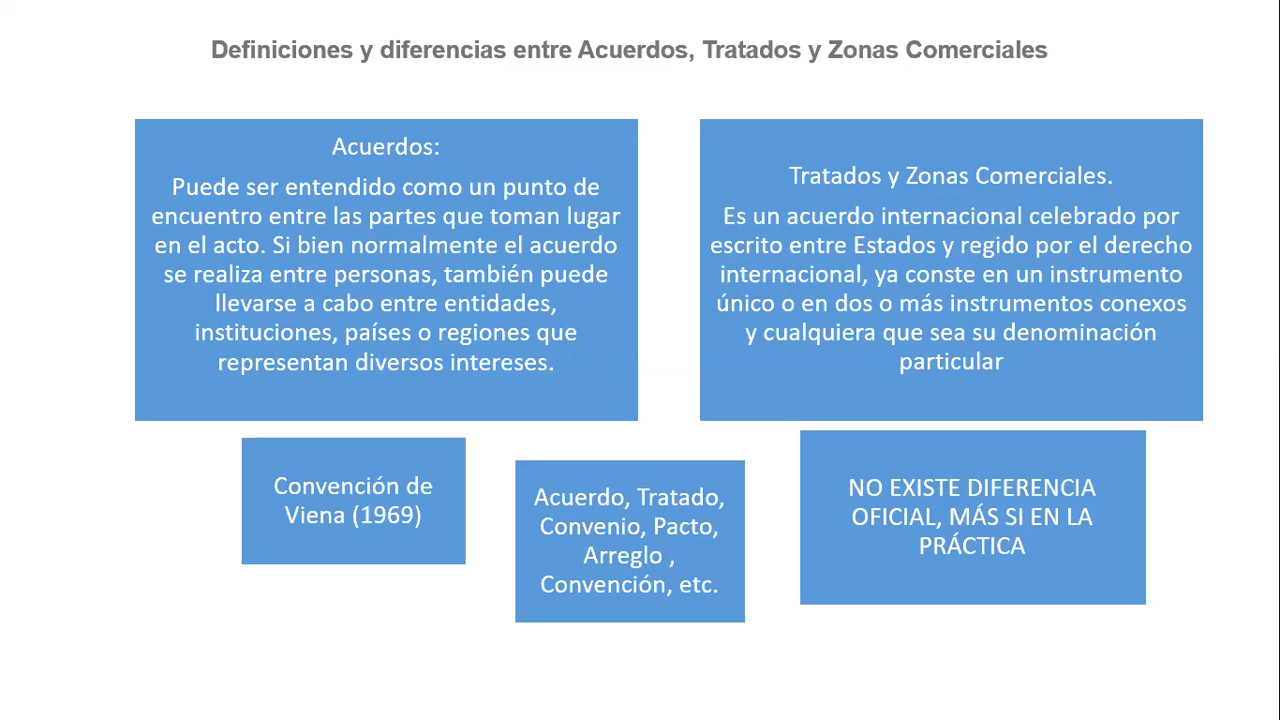 Definiciones y diferencias entre Acuerdos, Tratados y Zonas Comerciales
Acuerdos:
Puede ser entendido como un punto de
encuentro entre las partes que toman lugar
en el acto. Si bien normalmente el acuerdo
se realiza entre personas, también puede
llevarse a cabo entre entidades,
instituciones, países o regiones que
representan diversos intereses.
Tratados y Zonas Comerciales.
Es un acuerdo internacional celebrado por
escrito entre Estados y regido por el derecho
internacional, ya conste en un instrumento
único o en dos o más instrumentos conexos
y cualquiera que sea su denominación
particular
Convención de
Viena (1969)
Acuerdo, Tratado,
Convenio, Pacto,
Arreglo ,
Convención, etc.
NO EXISTE DIFERENCIA
OFICIAL, MÁS SI EN LA
PRÁCTICA